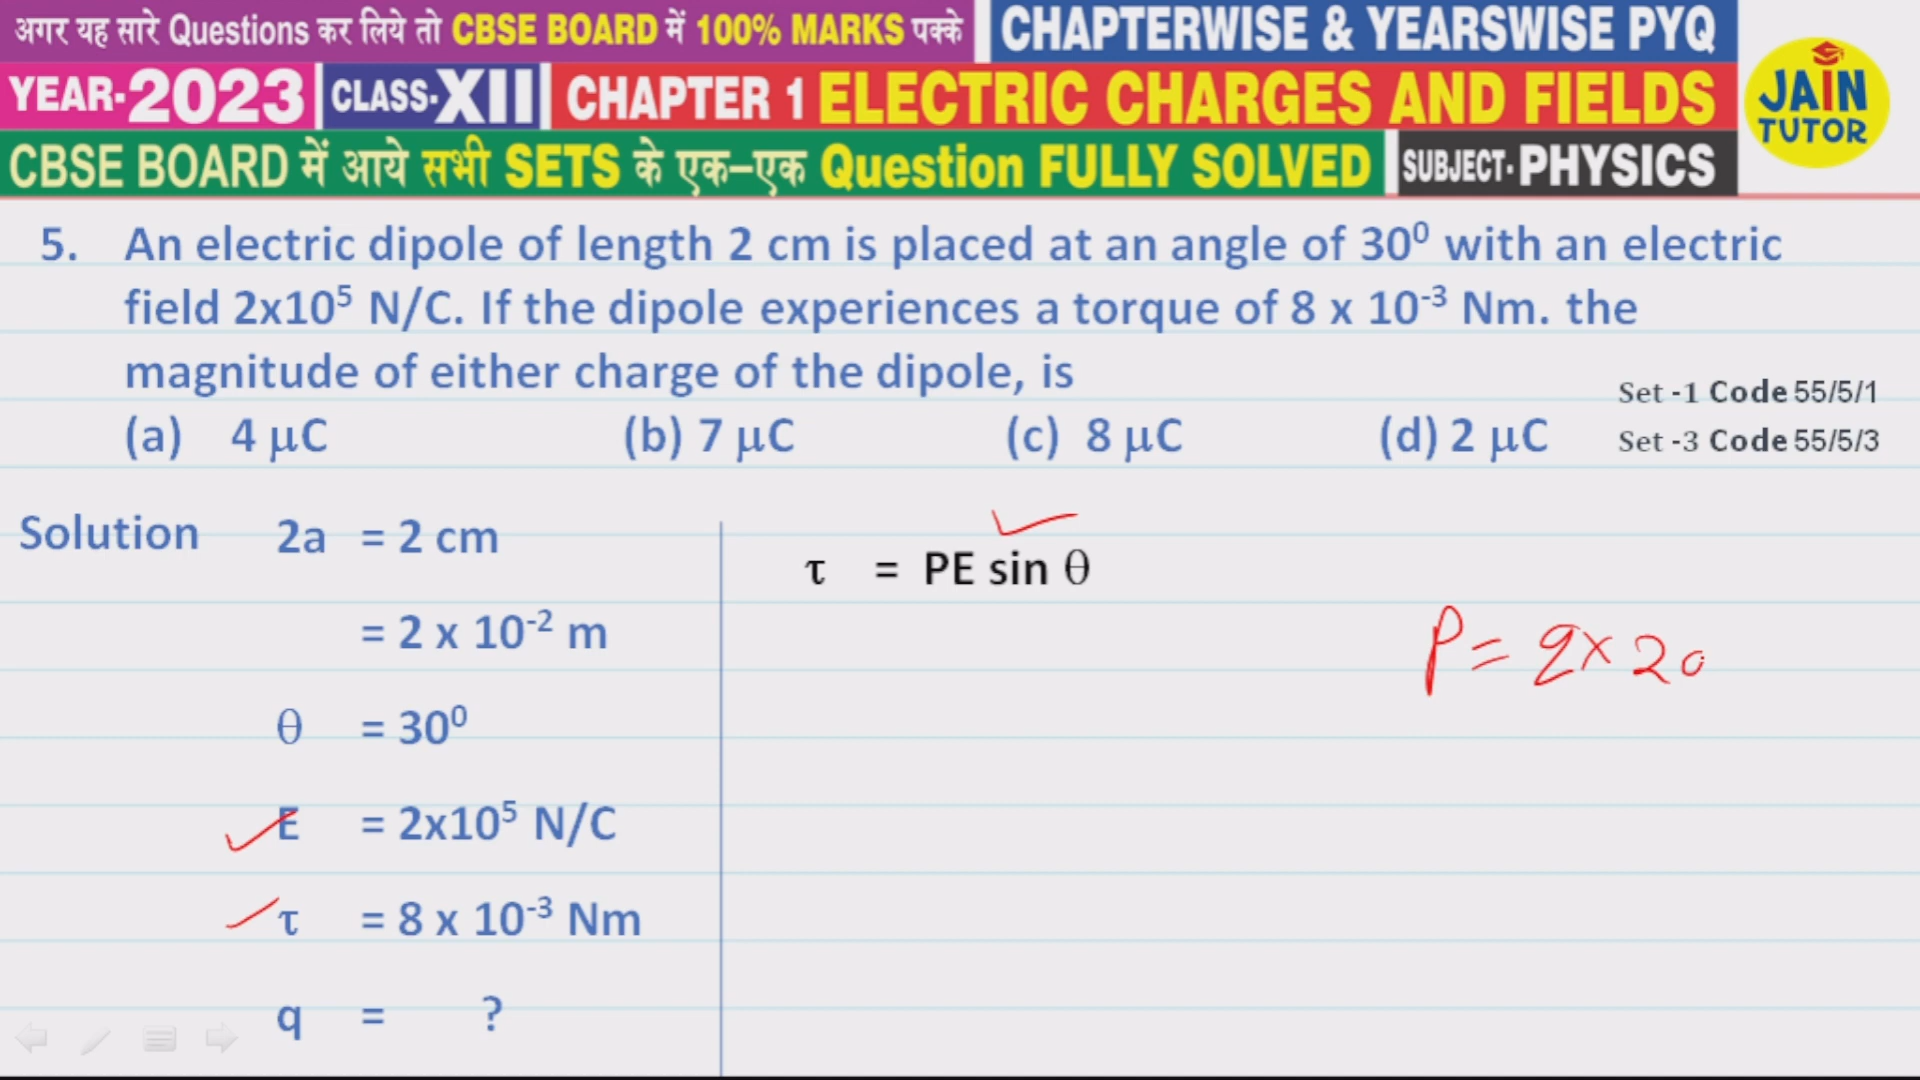 अगर यह सारे Questions कर लिये तो CBSE BOARD में 100% MARKS पक्के
CHAPTERWISE & YEARSWISE PYQ
YEAR-2023 CLASS-XII CHAPTER 1 ELECTRIC CHARGES AND FIELDS
JAIN
TUTOR
CBSE BOARD में आये सभी SETS के एक-एक Question FULLY SOLVED SUBJECT-PHYSICS
5. An electric dipole of length 2 cm is placed at an angle of 30⁰ with an electric
field 2x10⁵ N/C. If the dipole experiences a torque of 8 x 10⁻³ Nm. the
magnitude of either charge of the dipole, is
Set -1 Code 55/5/1
(a) 4 µC (b) 7 µC (c) 8 µC (d) 2 µC
Set -3 Code 55/5/3
Solution 2a = 2 cm
= 2 x 10⁻² m
θ = 30⁰
E = 2x10⁵ N/C
τ = 8 x 10⁻³ Nm
q = ?
τ = PE sin θ
P = q x 2a